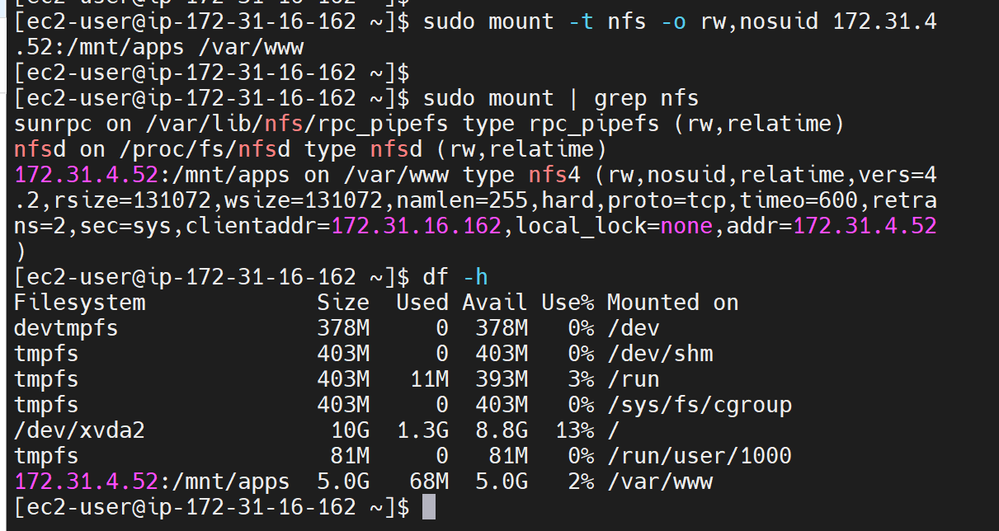 [ec2-user@ip-172-31-16-162 ~]$
[ec2-user@ip-172-31-16-162 ~]$ sudo mount -t nfs -o rw,nosuid 172.31.4
.52:/mnt/apps /var/www
[ec2-user@ip-172-31-16-162 ~]$
[ec2-user@ip-172-31-16-162 ~]$ sudo mount | grep nfs
sunrpc on /var/lib/nfs/rpc_pipefs type rpc_pipefs (rw,relatime)
nfsd on /proc/fs/nfsd type nfsd (rw,relatime)
172.31.4.52:/mnt/apps on /var/www type nfs4 (rw,nosuid,relatime,vers=4
.2,rsize=131072,wsize=131072,namlen=255,hard,proto=tcp,timeo=600,retra
ns=2,sec=sys,clientaddr=172.31.16.162,local_lock=none,addr=172.31.4.52
)
[ec2-user@ip-172-31-16-162 ~]$ df -h
Filesystem             Size  Used Avail Use% Mounted on
devtmpfs               378M     0  378M   0% /dev
tmpfs                  403M     0  403M   0% /dev/shm
tmpfs                  403M   11M  393M   3% /run
tmpfs                  403M     0  403M   0% /sys/fs/cgroup
/dev/xvda2              10G  1.3G  8.8G  13% /
tmpfs                   81M     0   81M   0% /run/user/1000
172.31.4.52:/mnt/apps  5.0G   68M  5.0G   2% /var/www
[ec2-user@ip-172-31-16-162 ~]$